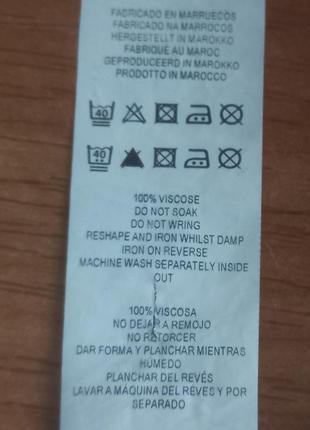 FABRICADO EN MARRUECOS
FABRICADO NA MARROCOS
HERGESTELLT IN MAROKKO
FABRIQUE AU MAROC
GEPRODUCEERD IN MAROKKO
PRODOTTO IN MAROCCO
40
40
100% VISCOSE
DO NOT SOAK
DO NOT WRING
RESHAPE AND IRON WHILST DAMP
IRON ON REVERSE
MACHINE WASH SEPARATELY INSIDE
OUT
100% VISCOSA
NO DEJAR A REMOJO
NO RETORCER
DAR FORMA Y PLANCHAR MIENTRAS
HÚMEDO
PLANCHAR DEL REVÉS
LAVAR A MÁQUINA DEL REVES Y POR
SEPARADO